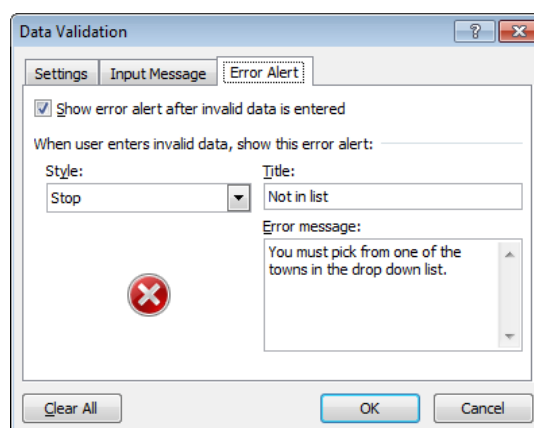 Data Validation
Settings Input Message Error Alert
Show error alert after invalid data is entered
When user enters invalid data, show this error alert:
Style: Title:
Stop Not in list
Error message:
You must pick from one of the
towns in the drop down list.
Clear All OK Cancel